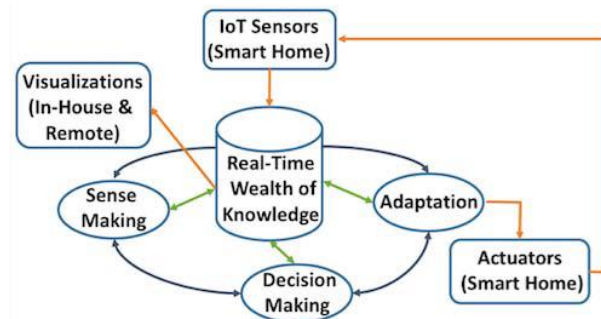 IoT Sensors
(Smart Home)
Visualizations
(In-House &
Remote)
Real-Time
Wealth of
Knowledge
Sense
Making
Adaptation
Decision
Making
Actuators
(Smart Home)